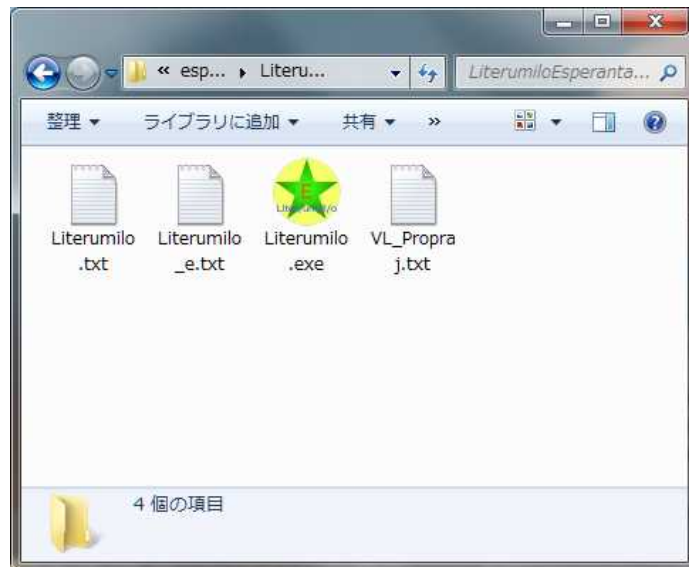 « esp... ▸ Literu...
LiterumiloEsperanta...
整理 ▼ ライブラリに追加 ▼ 共有 ▼ »
Literumilo
.txt
Literumilo
_e.txt
E
Literumilo
Literumilo
.exe
VL_Propra
j.txt
4 個の項目